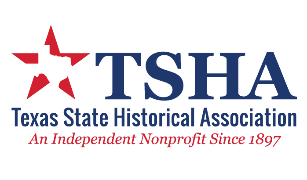 TSHA
Texas State Historical Association
An Independent Nonprofit Since 1897